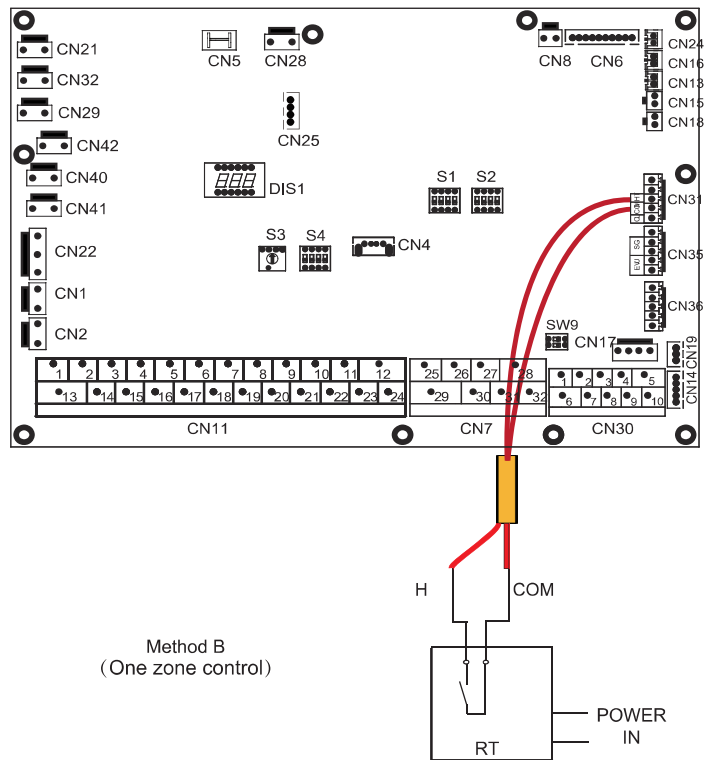 CN21
CN32
CN29
CN42
CN40
CN41
CN22
CN1
CN2
CN5
CN28
CN25
DIS1
S3
S4
CN4
S1
S2
CN8
CN6
CN24
CN16
CN13
CN15
CN18
CN31
CN35
SG
EVU
CN36
SW9
CN17
CN19
CN14
1 2 3 4 5 6 7 8 9 10 11 12
13 14 15 16 17 18 19 20 21 22 23 24
CN11
25 26 27 28
29 30 31 32
CN7
1 2 3 4 5
6 7 8 9 10
CN30
H
COM
Method B
(One zone control)
RT
POWER
IN